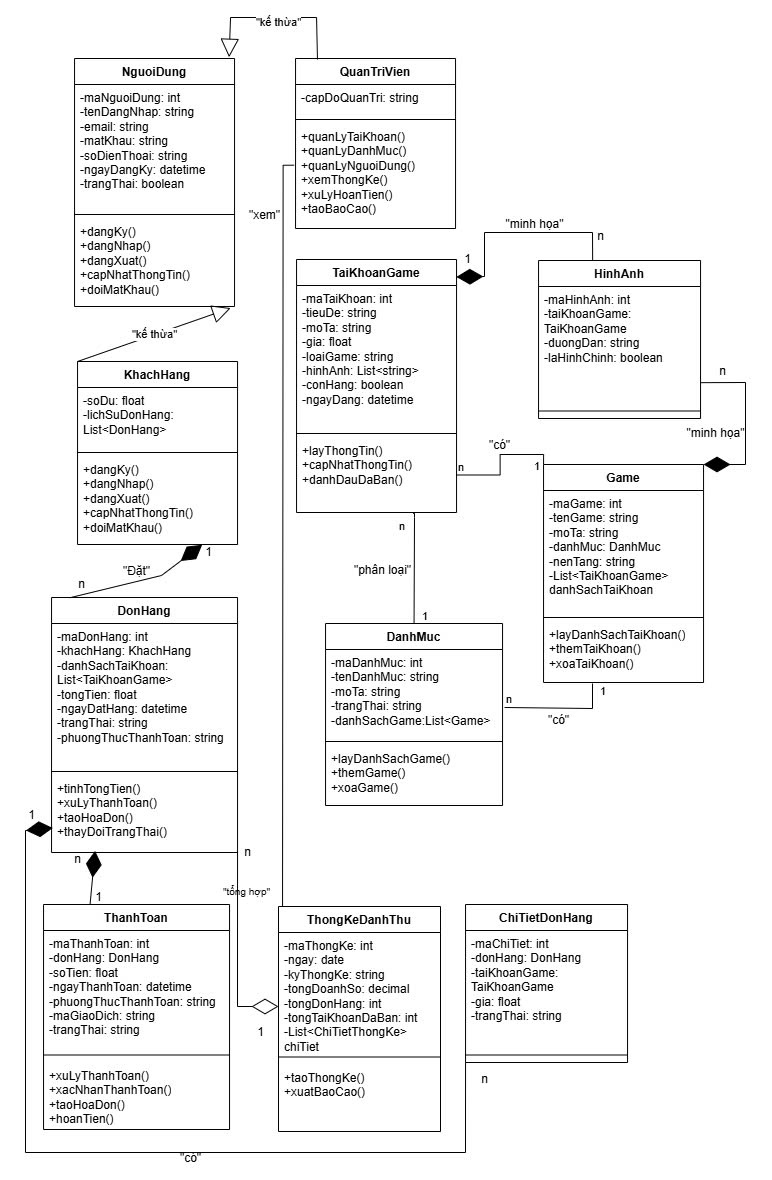 "kế thừa"
NguoiDung
-maNguoiDung: int
-tenDangNhap: string
-email: string
-matKhau: string
-soDienThoai: string
-ngayDangKy: datetime
-trangThai: boolean
+dangKy()
+dangNhap()
+dangXuat()
+capNhatThongTin()
+doiMatKhau()
QuanTriVien
-capDoQuanTri: string
+quanLyTaiKhoan()
+quanLyDanhMuc()
+quanLyNguoiDung()
+xemThongKe()
+xuLyHoanTien()
+taoBaoCao()
"xem"
"minh họa"
1
n
TaiKhoanGame
-maTaiKhoan: int
-tieuDe: string
-moTa: string
-gia: float
-loaiGame: string
-hinhAnh: List<string>
-conHang: boolean
-ngayDang: datetime
+layThongTin()
+capNhatThongTin()
+danhDauDaBan()
HinhAnh
-maHinhAnh: int
-taiKhoanGame:
TaiKhoanGame
-duongDan: string
-laHinhChinh: boolean
"kế thừa"
KhachHang
-soDu: float
-lichSuDonHang:
List<DonHang>
+dangKy()
+dangNhap()
+dangXuat()
+capNhatThongTin()
+doiMatKhau()
n
"minh họa"
"có"
n
1
Game
-maGame: int
-tenGame: string
-moTa: string
-danhMuc: DanhMuc
-nenTang: string
-List<TaiKhoanGame>
danhSachTaiKhoan
+layDanhSachTaiKhoan()
+themTaiKhoan()
+xoaTaiKhoan()
1
"Đặt"
n
n
"phân loại"
1
DonHang
-maDonHang: int
-khachHang: KhachHang
-danhSachTaiKhoan:
List<TaiKhoanGame>
-tongTien: float
-ngayDatHang: datetime
-trangThai: string
-phuongThucThanhToan: string
+tinhTongTien()
+xuLyThanhToan()
+taoHoaDon()
+thayDoiTrangThai()
DanhMuc
-maDanhMuc: int
-tenDanhMuc: string
-moTa: string
-trangThai: string
-danhSachGame:List<Game>
+layDanhSachGame()
+themGame()
+xoaGame()
n
1
"có"
1
n
n
1
"tổng hợp"
1
ThanhToan
-maThanhToan: int
-donHang: DonHang
-soTien: float
-ngayThanhToan: datetime
-phuongThucThanhToan: string
-maGiaoDich: string
-trangThai: string
+xuLyThanhToan()
+xacNhanThanhToan()
+taoHoaDon()
+hoanTien()
ThongKeDanhThu
-maThongKe: int
-ngay: date
-kyThongKe: string
-tongDoanhSo: decimal
-tongDonHang: int
-tongTaiKhoanDaBan: int
-List<ChiTietThongKe>
chiTiet
+taoThongKe()
+xuatBaoCao()
ChiTietDonHang
-maChiTiet: int
-donHang: DonHang
-taiKhoanGame:
TaiKhoanGame
-gia: float
-trangThai: string
n
"có"